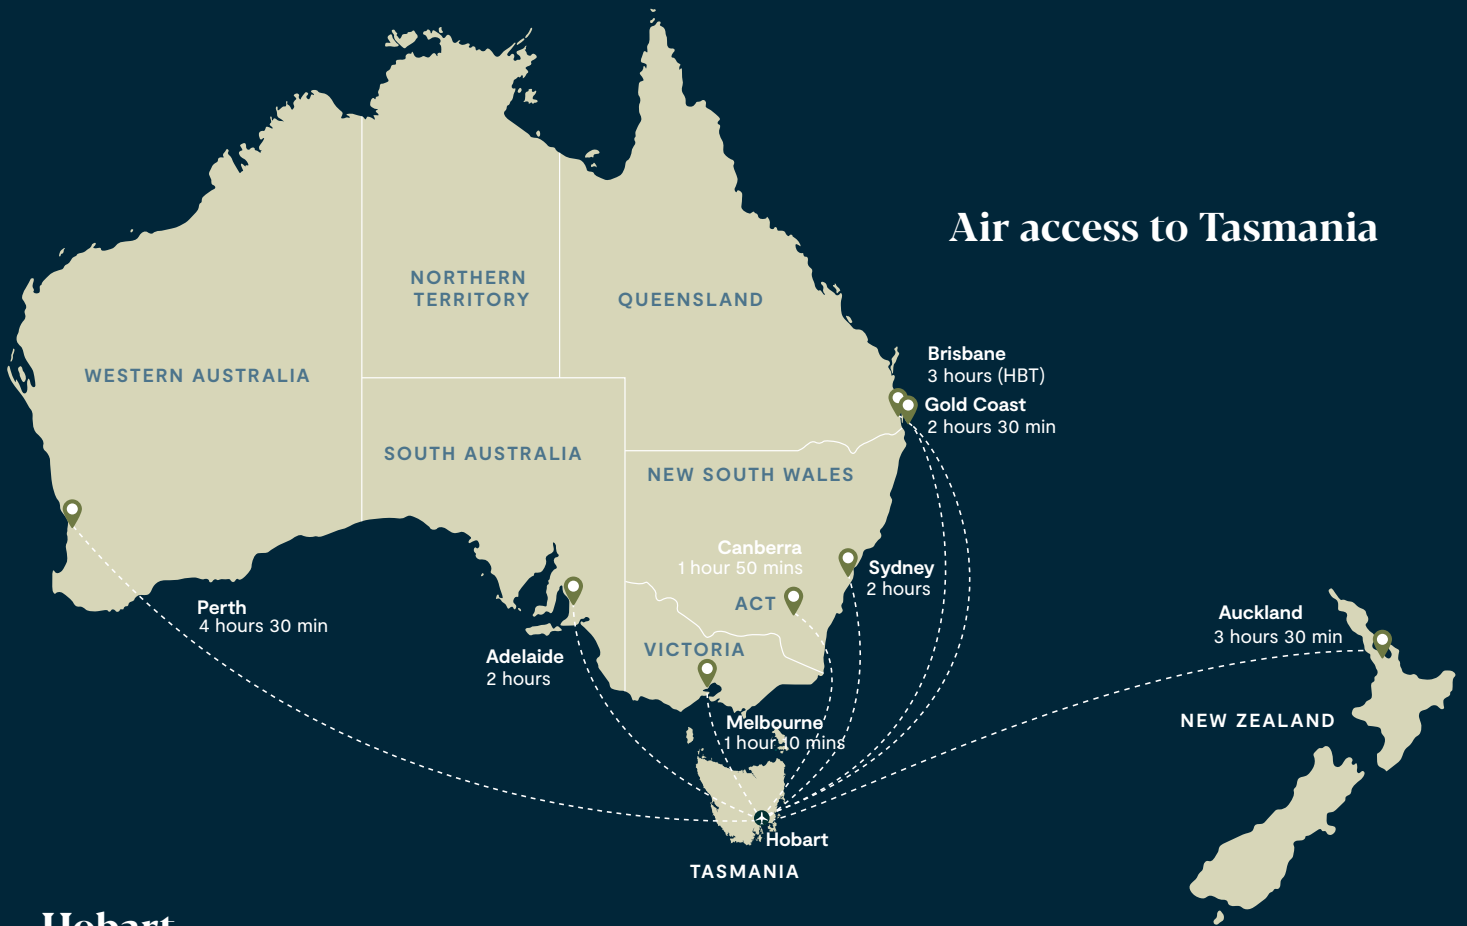 Air access to Tasmania
NORTHERN
TERRITORY
QUEENSLAND
WESTERN AUSTRALIA
Brisbane
3 hours (HBT)
Gold Coast
2 hours 30 min
SOUTH AUSTRALIA
NEW SOUTH WALES
Canberra
1 hour 50 mins
Sydney
2 hours
ACT
Perth
4 hours 30 min
Auckland
3 hours 30 min
VICTORIA
Adelaide
2 hours
Melbourne
1 hour 10 mins
NEW ZEALAND
Hobart
TASMANIA
Hobart